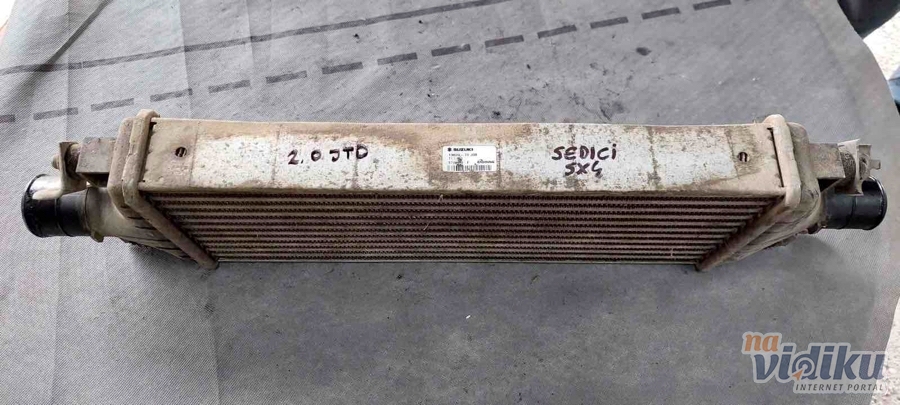 2.0 JTD
SUZUKI
SEDICI
SX4
na
vidiku
INTERNET PORTAL